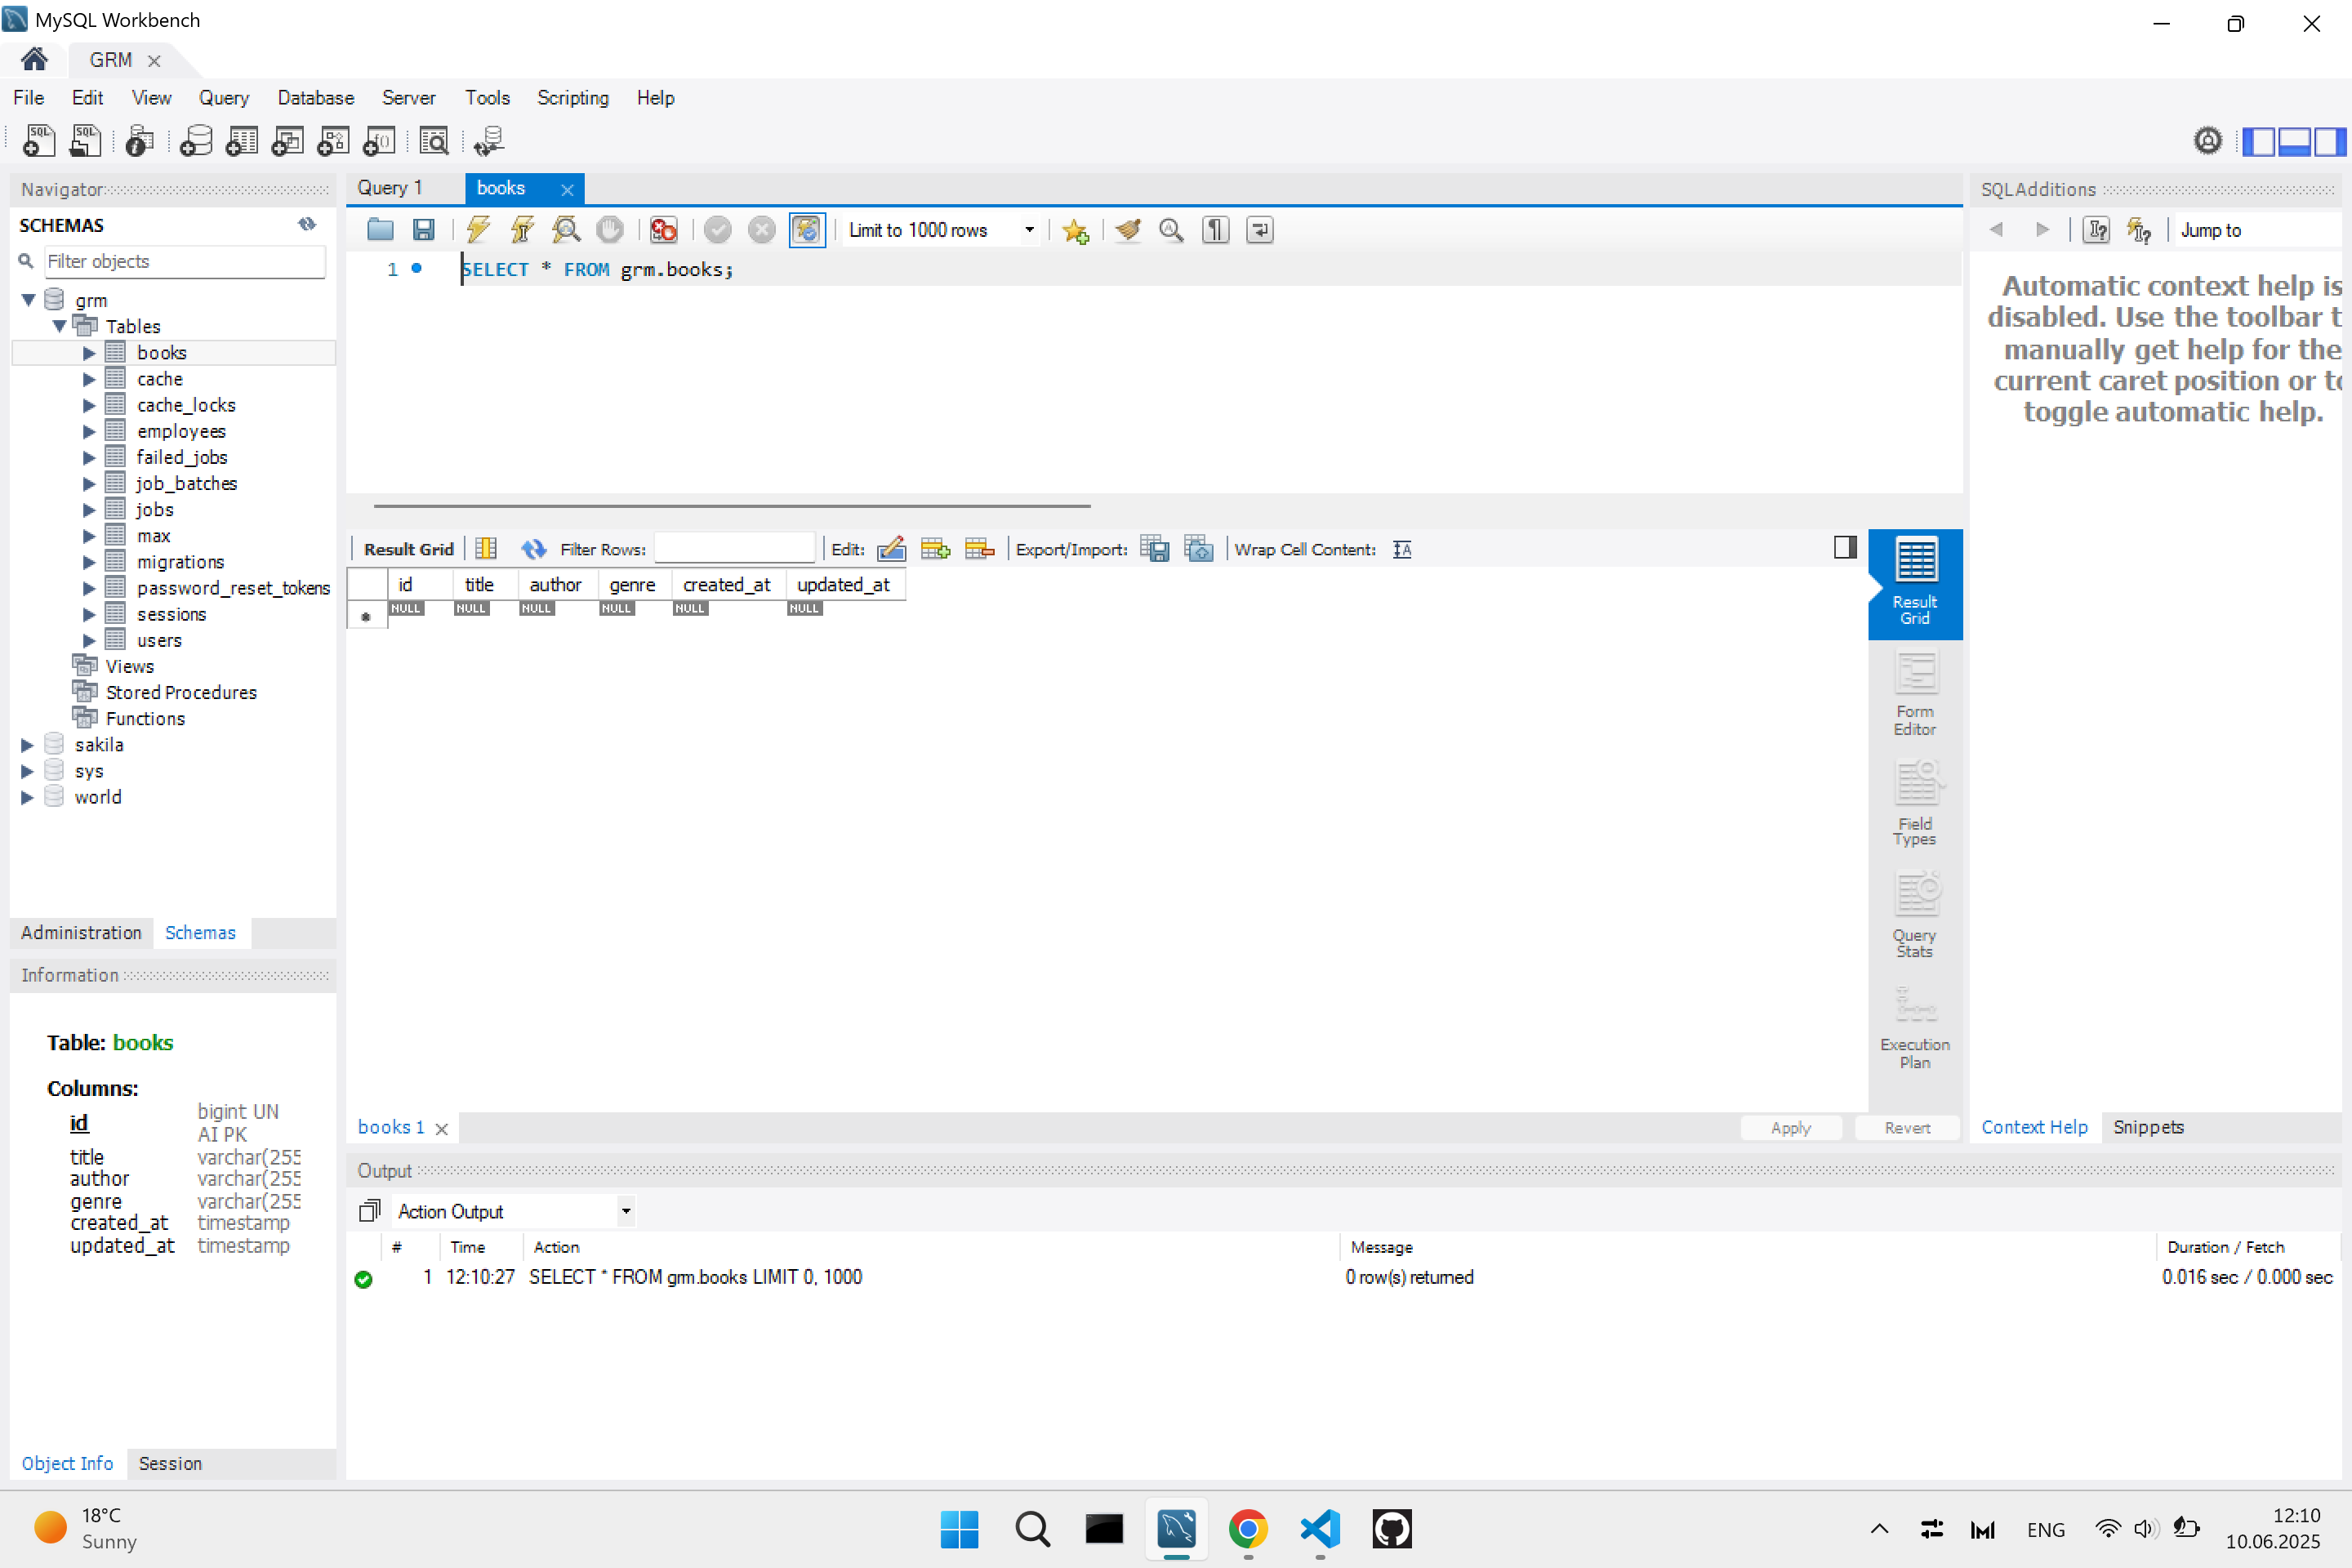 MySQL Workbench
GRM
File Edit View Query Database Server Tools Scripting Help
Navigator
SCHEMAS
Filter objects
grm
Tables
books
cache
cache_locks
employees
failed_jobs
job_batches
jobs
max
migrations
password_reset_tokens
sessions
users
Views
Stored Procedures
Functions
sakila
sys
world
Administration Schemas
Information
Table: books
Columns:
id bigint UN
AI PK
title varchar(255
author varchar(255
genre varchar(255
created_at timestamp
updated_at timestamp
Object Info Session
Query 1 books
Limit to 1000 rows
1 SELECT * FROM grm.books;
Result Grid Filter Rows: Edit: Export/Import: Wrap Cell Content:
id title author genre created_at updated_at
NULL NULL NULL NULL NULL NULL
Result
Grid
Form
Editor
Field
Types
Query
Stats
Execution
Plan
books 1 Apply Revert
SQLAdditions
Jump to
Automatic context help is
disabled. Use the toolbar t
manually get help for the
current caret position or to
toggle automatic help.
Context Help Snippets
Output
Action Output
# Time Action Message Duration / Fetch
1 12:10:27 SELECT * FROM grm.books LIMIT 0, 1000 0 row(s) returned 0.016 sec / 0.000 sec
18°C
Sunny
ENG
12:10
10.06.2025